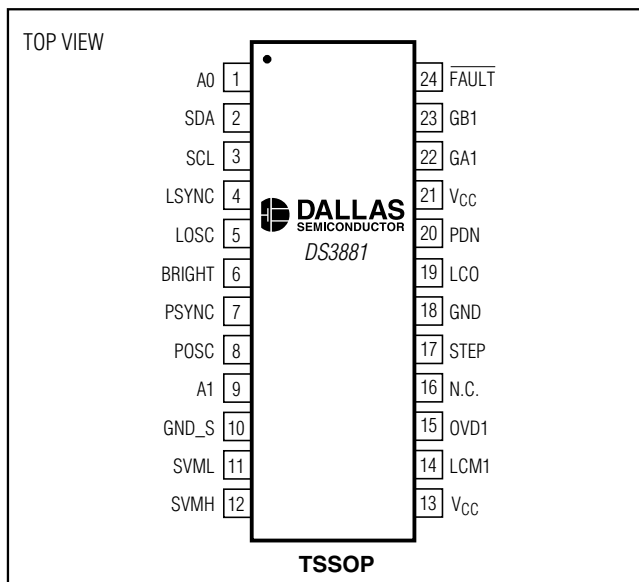 TOP VIEW
A0 1
SDA 2
SCL 3
LSYNC 4
LOSC 5
BRIGHT 6
PSYNC 7
POSC 8
A1 9
GND_S 10
SVML 11
SVMH 12
DALLAS
SEMICONDUCTOR
DS3881
24 FAULT
23 GB1
22 GA1
21 VCC
20 PDN
19 LCO
18 GND
17 STEP
16 N.C.
15 OVD1
14 LCM1
13 VCC
TSSOP